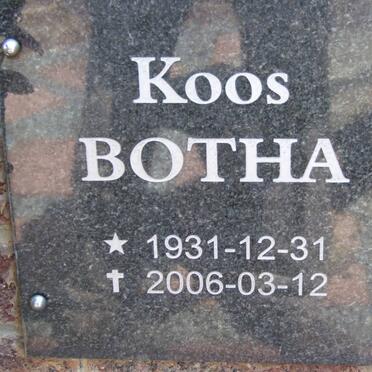 Koos
BOTHA
★ 1931-12-31
✝ 2006-03-12